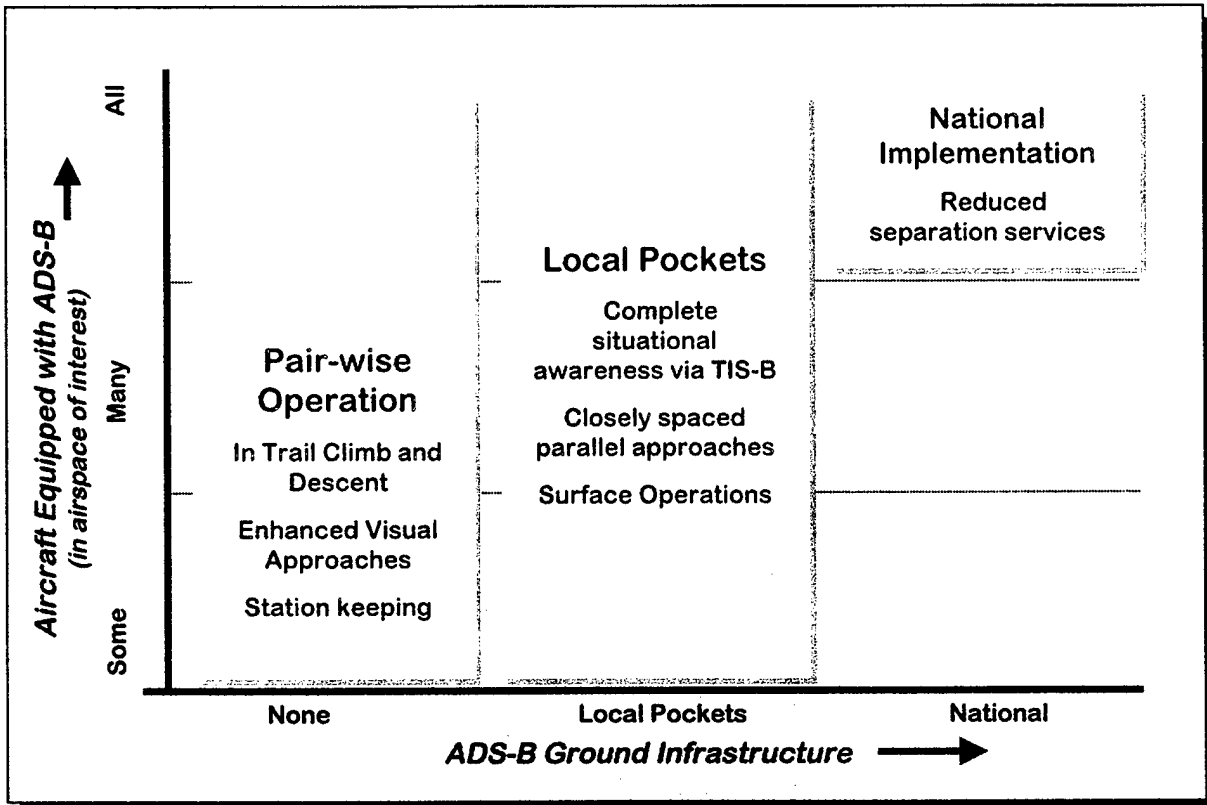 All
Many
Some
Aircraft Equipped with ADS-B
(in airspace of interest)
Pair-wise
Operation
In Trail Climb and
Descent
Enhanced Visual
Approaches
Station keeping
Local Pockets
Complete
situational
awareness via TIS-B
Closely spaced
parallel approaches
Surface Operations
National
Implementation
Reduced
separation services
None
Local Pockets
National
ADS-B Ground Infrastructure